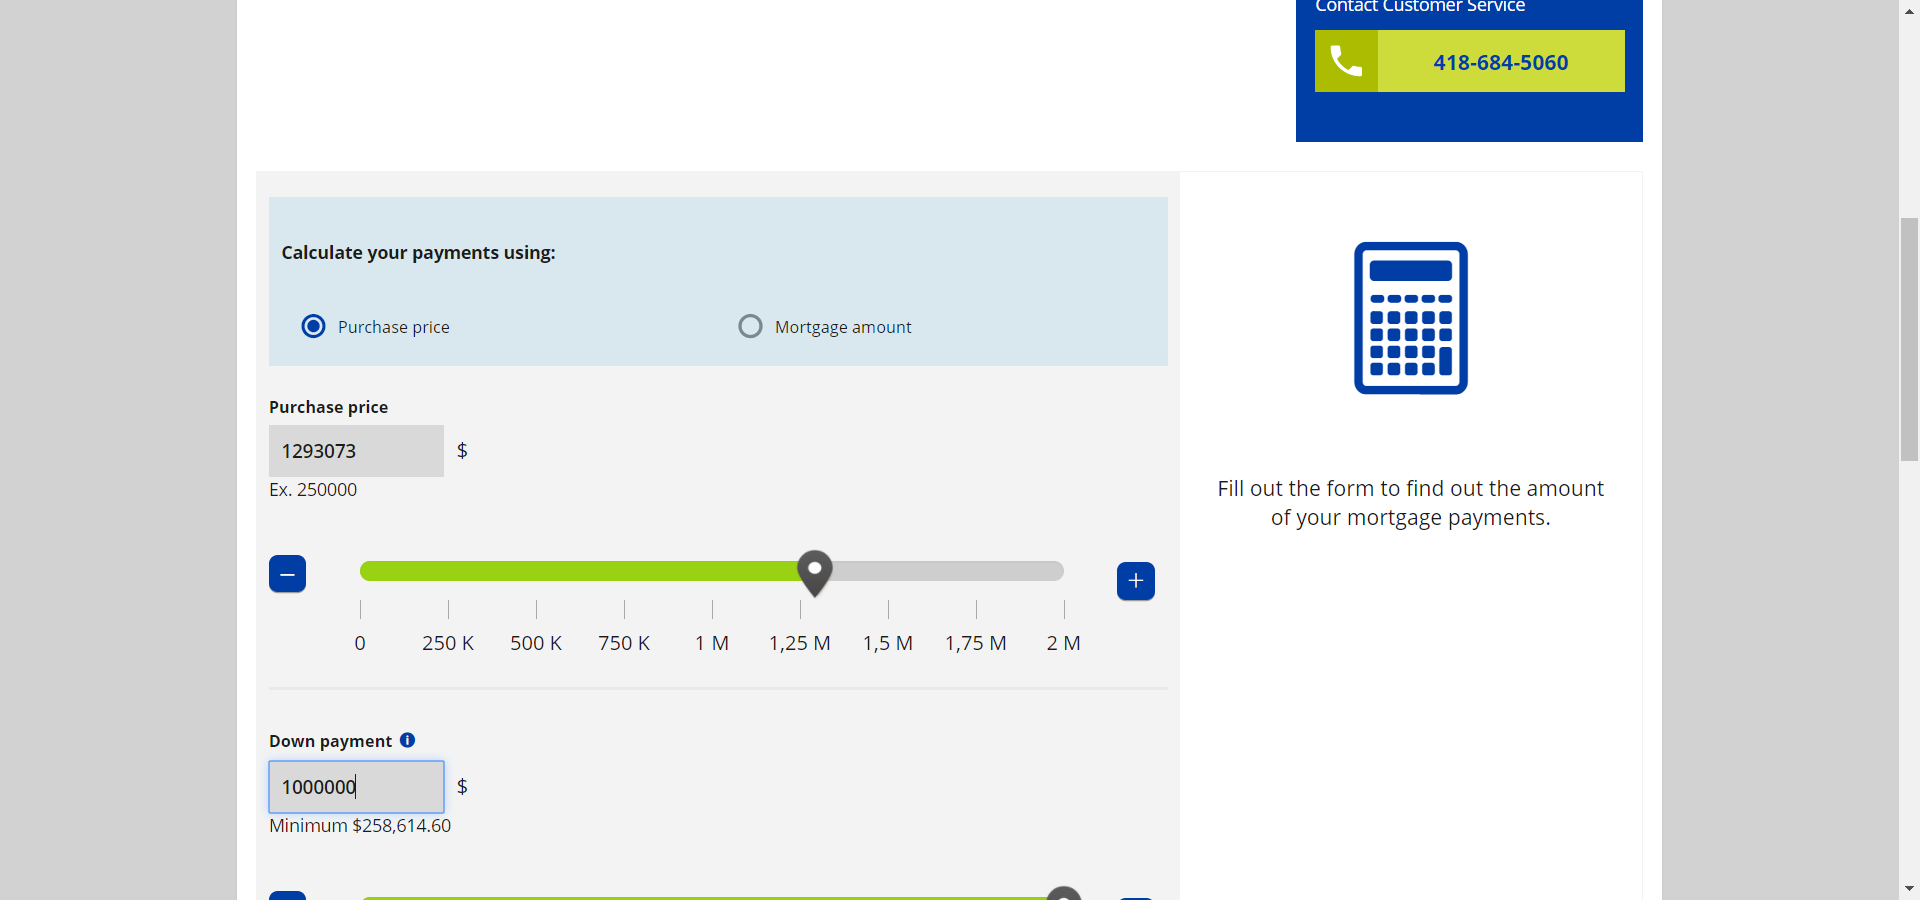 Contact Customer Service
418-684-5060
Calculate your payments using:
Purchase price
Mortgage amount
Purchase price
1293073 $
Ex. 250000
0 250 K 500 K 750 K 1 M 1,25 M 1,5 M 1,75 M 2 M
Down payment
1000000 $
Minimum $258,614.60
Fill out the form to find out the amount
of your mortgage payments.